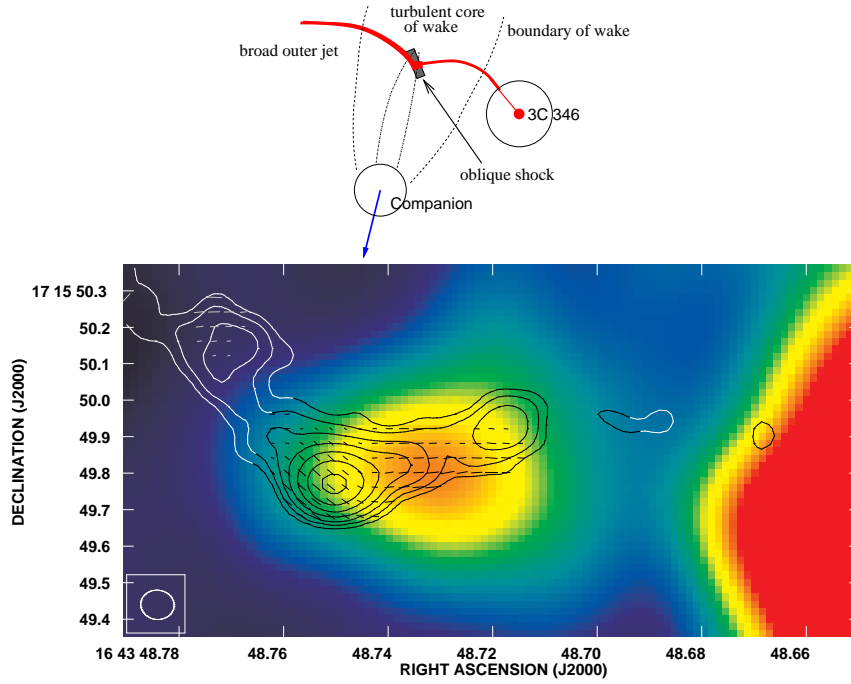 turbulent core
of wake
boundary of wake
broad outer jet
3C 346
oblique shock
Companion
17 15 50.3
50.2
50.1
50.0
49.9
49.8
49.7
49.6
49.5
49.4
DECLINATION (J2000)
16 43 48.78
48.76
48.74
48.72
48.70
48.68
48.66
RIGHT ASCENSION (J2000)